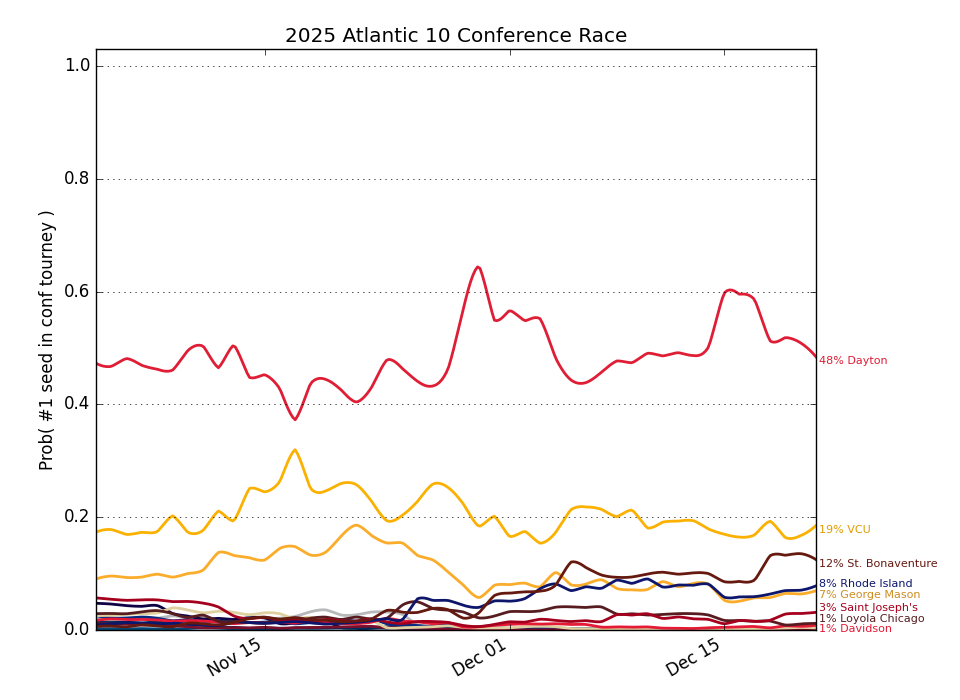 2025 Atlantic 10 Conference Race
Prob( #1 seed in conf tourney )
1.0
0.8
0.6
0.4
0.2
0.0
Nov 15
Dec 01
Dec 15
48% Dayton
19% VCU
12% St. Bonaventure
8% Rhode Island
7% George Mason
3% Saint Joseph's
1% Loyola Chicago
1% Davidson